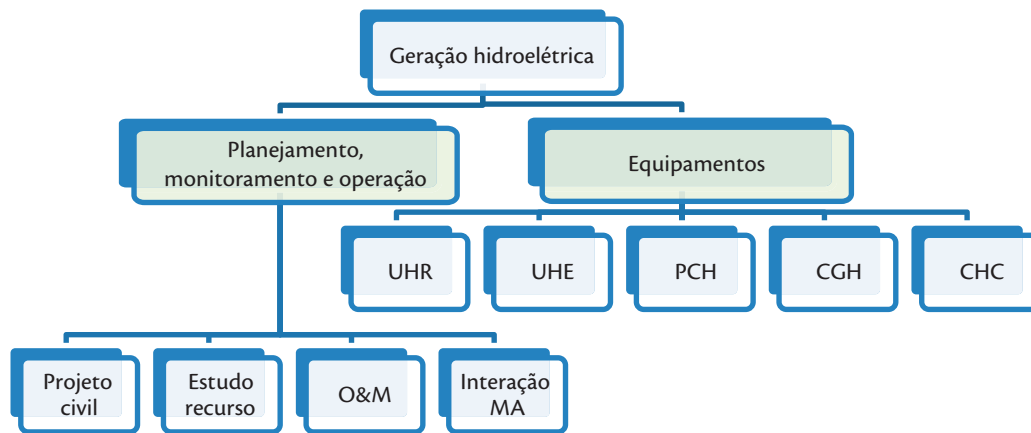 Geração hidroelétrica
Planejamento,
monitoramento e operação
Equipamentos
UHR
UHE
PCH
CGH
CHC
Projeto
civil
Estudo
recurso
O&M
Interação
MA